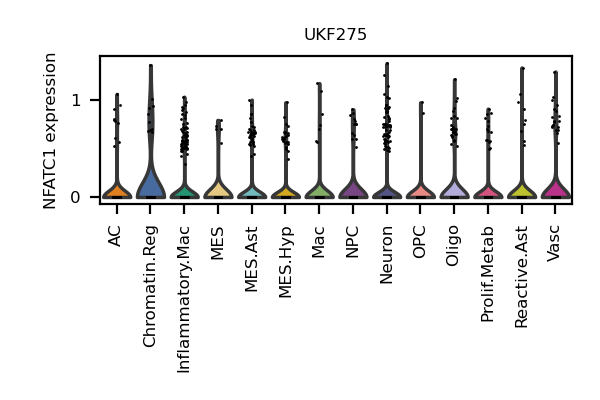 UKF275
NFATC1 expression
1
0
AC
Chromatin.Reg
Inflammatory.Mac
MES
MES.Ast
MES.Hyp
Mac
NPC
Neuron
OPC
Oligo
Prolif.Metab
Reactive.Ast
Vasc